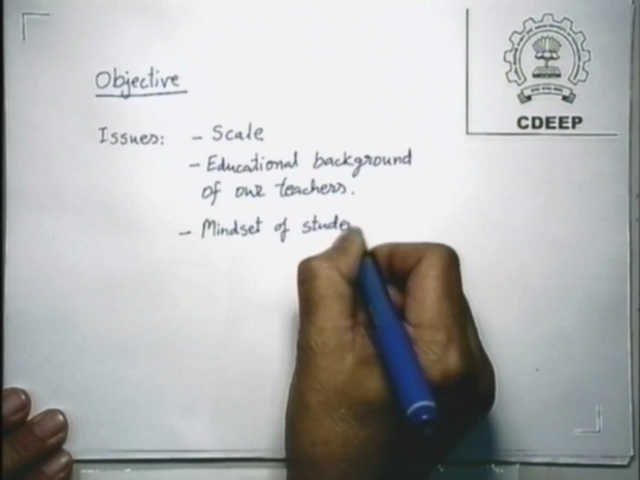 CDEEP
Objective
Issues: - Scale
- Educational background
of our teachers.
- Mindset of stude